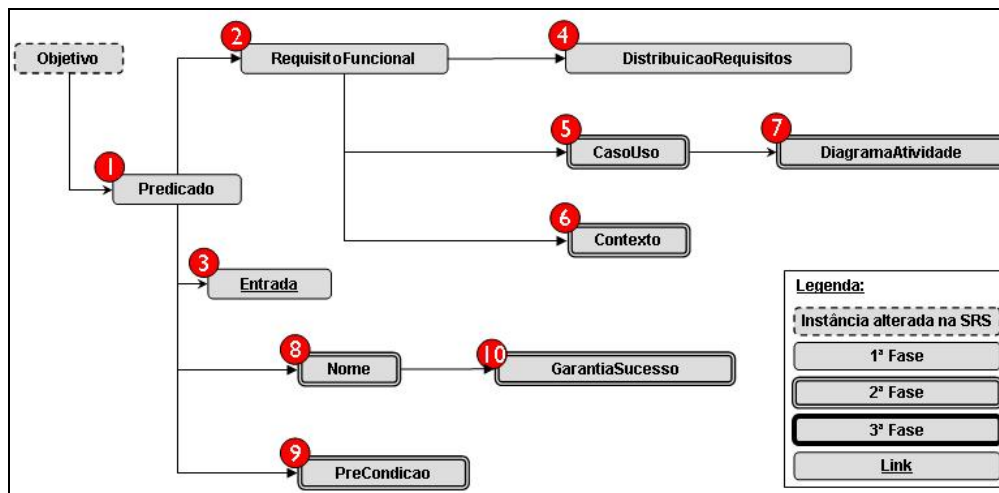 Objetivo
2
RequisitoFuncional
4
DistribuicaoRequisitos
1
Predicado
5
CasoUso
7
DiagramaAtividade
6
Contexto
3
Entrada
8
Nome
10
GarantiaSucesso
9
PreCondicao
Legenda:
Instância alterada na SRS
1ª Fase
2ª Fase
3ª Fase
Link